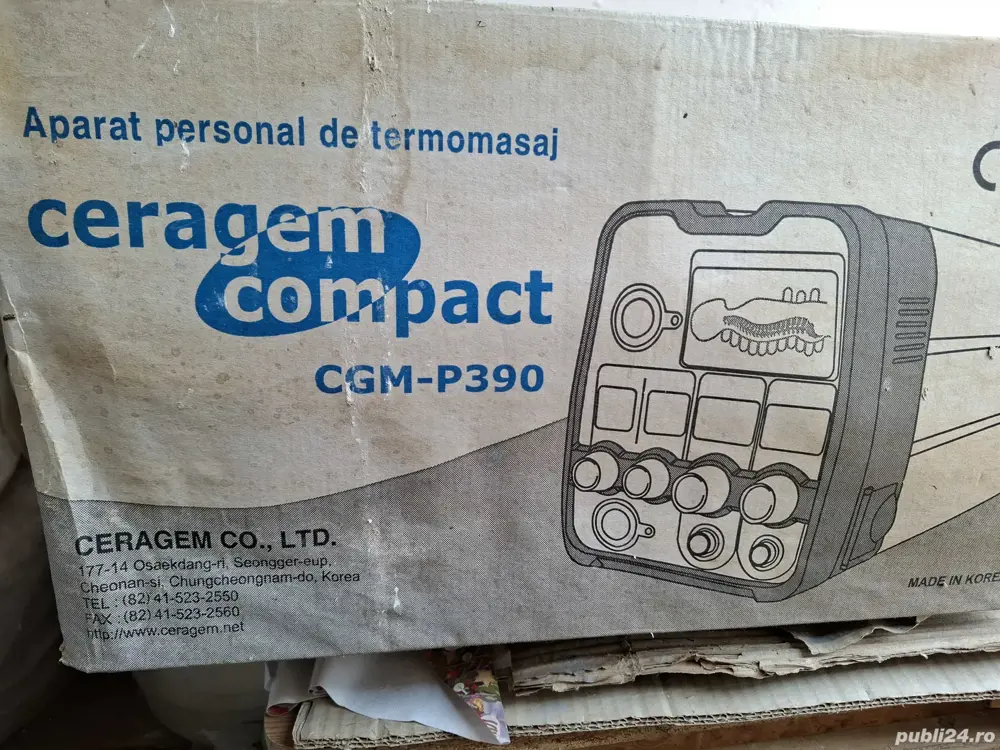 Aparat personal de termomasaj
ceragem
compact
CGM-P390
CERAGEM CO., LTD.
177-14 Osaekdang-ri, Seongger-eup,
Cheonan-si, Chungcheongnam-do, Korea
TEL : (82) 41-523-2550
FAX : (82) 41-523-2560
http://www.ceragem.net
MADE IN KOREA
publi24.ro